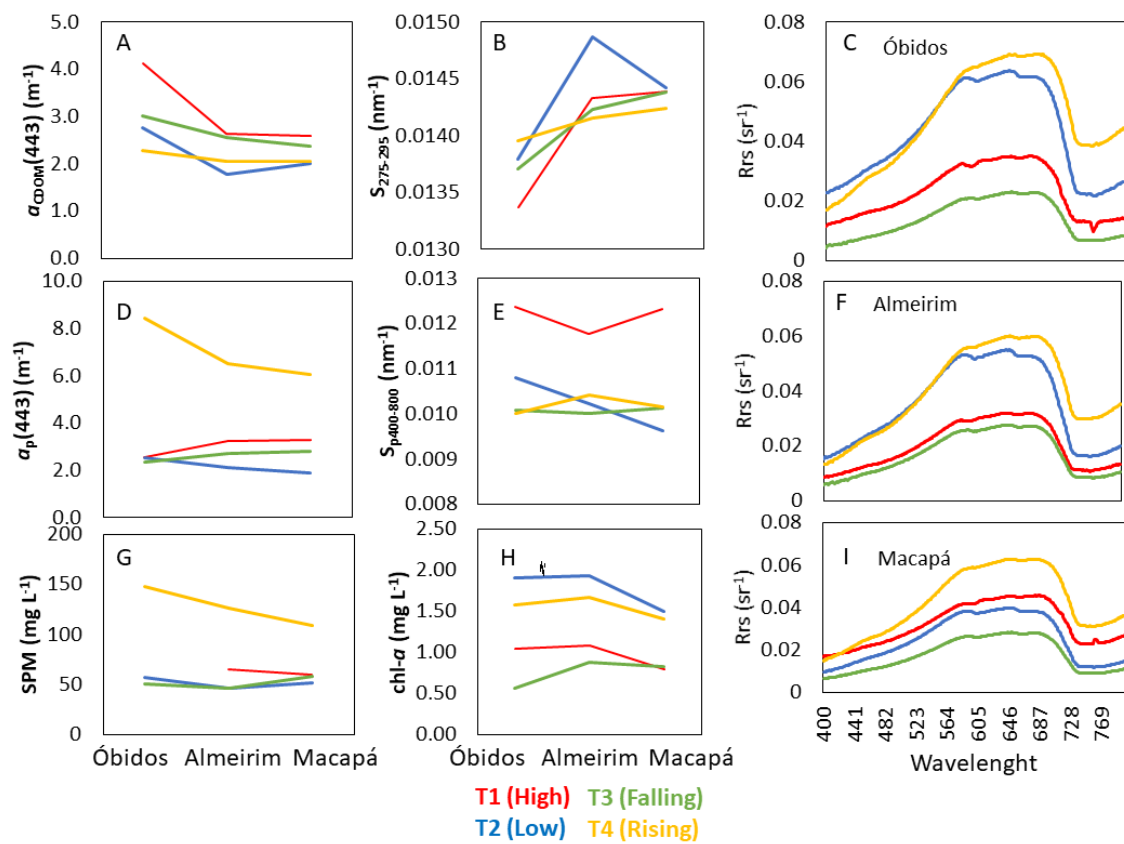 A
5.0
4.0
3.0
2.0
1.0
0.0
aCDOM(443) (m-1)
B
0.0150
0.0145
0.0140
0.0135
0.0130
S275-295 (nm-1)
C
Óbidos
0.08
0.06
0.04
0.02
0
Rrs (sr-1)
D
10.0
8.0
6.0
4.0
2.0
0.0
ap(443) (m-1)
E
0.013
0.012
0.011
0.010
0.009
0.008
Sp400-800 (nm-1)
F
Almeirim
0.08
0.06
0.04
0.02
0
Rrs (sr-1)
G
200
150
100
50
0
SPM (mg L-1)
Óbidos Almeirim Macapá
H
2.50
2.00
1.50
1.00
0.50
0.00
chl-a (mg L-1)
Óbidos Almeirim Macapá
I
Macapá
0.08
0.06
0.04
0.02
0
Rrs (sr-1)
400 441 482 523 564 605 646 687 728 769
Wavelenght
T1 (High) T3 (Falling)
T2 (Low) T4 (Rising)